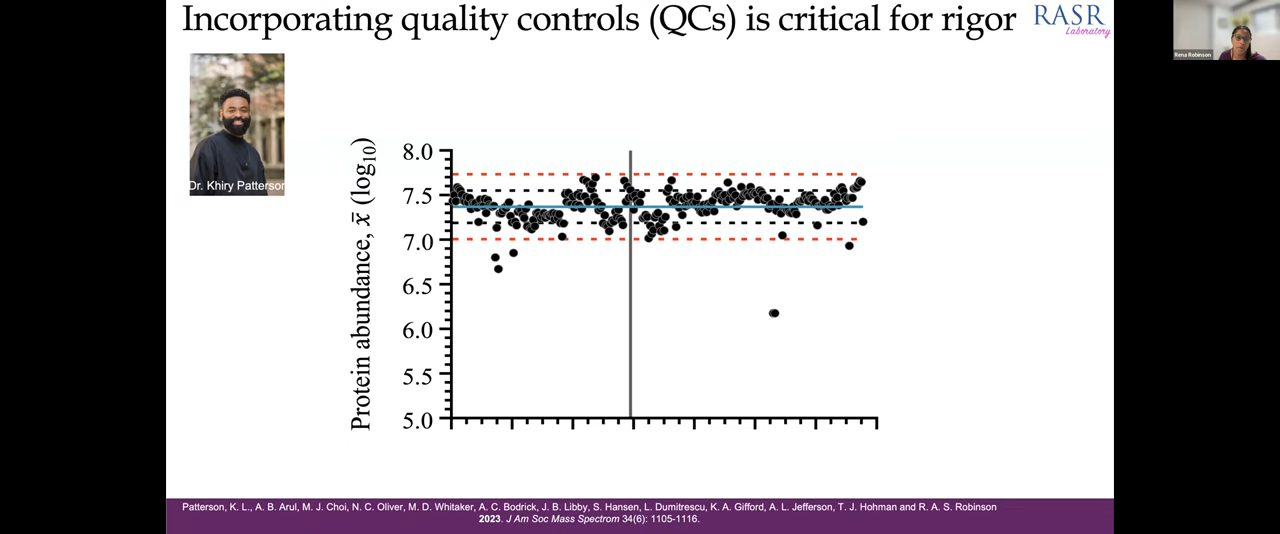 Incorporating quality controls (QCs) is critical for rigor
RASR
Laboratory
Rena Robinson
Dr. Khiry Patterson
Protein abundance, x̄ (log₁₀)
8.0
7.5
7.0
6.5
6.0
5.5
5.0
Patterson, K. L., A. B. Arul, M. J. Choi, N. C. Oliver, M. D. Whitaker, A. C. Bodrick, J. B. Libby, S. Hansen, L. Dumitrescu, K. A. Gifford, A. L. Jefferson, T. J. Hohman and R. A. S. Robinson
2023. J Am Soc Mass Spectrom 34(6): 1105-1116.